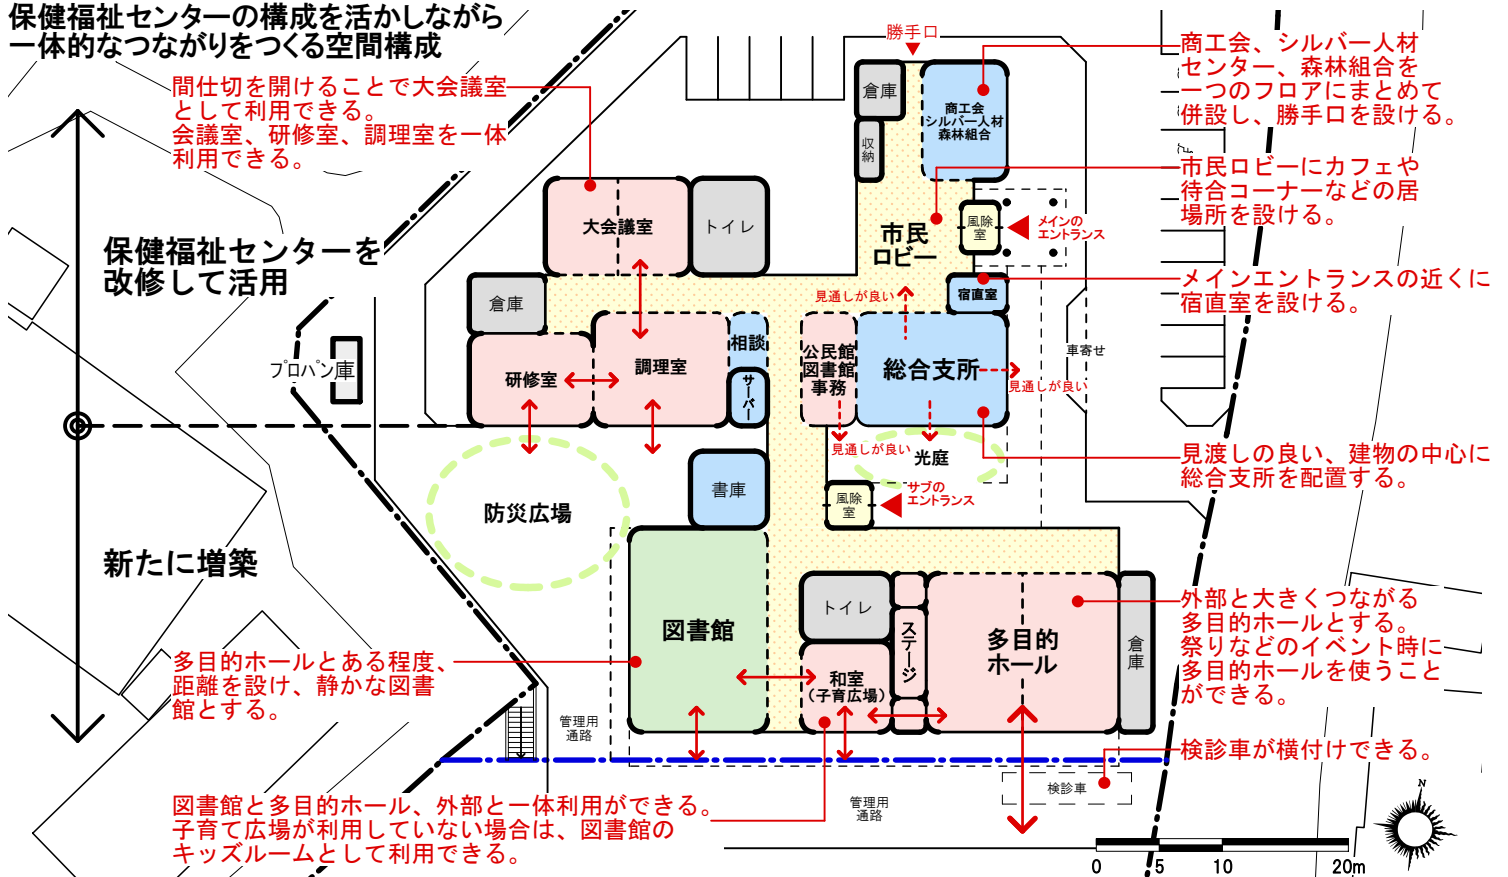 保健福祉センターの構成を活かしながら
一体的なつながりをつくる空間構成
間仕切を開けることで大会議室
として利用できる。
会議室、研修室、調理室を一体
利用できる。
勝手口
商工会、シルバー人材
センター、森林組合を
一つのフロアにまとめて
併設し、勝手口を設ける。
倉庫
商工会
シルバー人材
森林組合
収納
市民ロビーにカフェや
待合コーナーなどの居
場所を設ける。
大会議室
トイレ
風除室
メインの
エントランス
市民
ロビー
保健福祉センターを
改修して活用
メインエントランスの近くに
宿直室を設ける。
倉庫
見通しが良い
宿直室
相談
調理室
研修室
サーバー
公民館
図書館
事務
総合支所
車寄せ
見通しが良い
プロパン庫
見通しが良い
光庭
見渡しの良い、建物の中心に
総合支所を配置する。
書庫
防災広場
風除室
サブの
エントランス
新たに増築
図書館
トイレ
ステージ
多目的
ホール
倉庫
外部と大きくつながる
多目的ホールとする。
祭りなどのイベント時に
多目的ホールを使うこと
ができる。
多目的ホールとある程度、
距離を設け、静かな図書
館とする。
和室
（子育広場）
管理用
通路
検診車が横付けできる。
検診車
図書館と多目的ホール、外部と一体利用ができる。
子育て広場が利用していない場合は、図書館の
キッズルームとして利用できる。
管理用
通路
N
0 5 10 20m